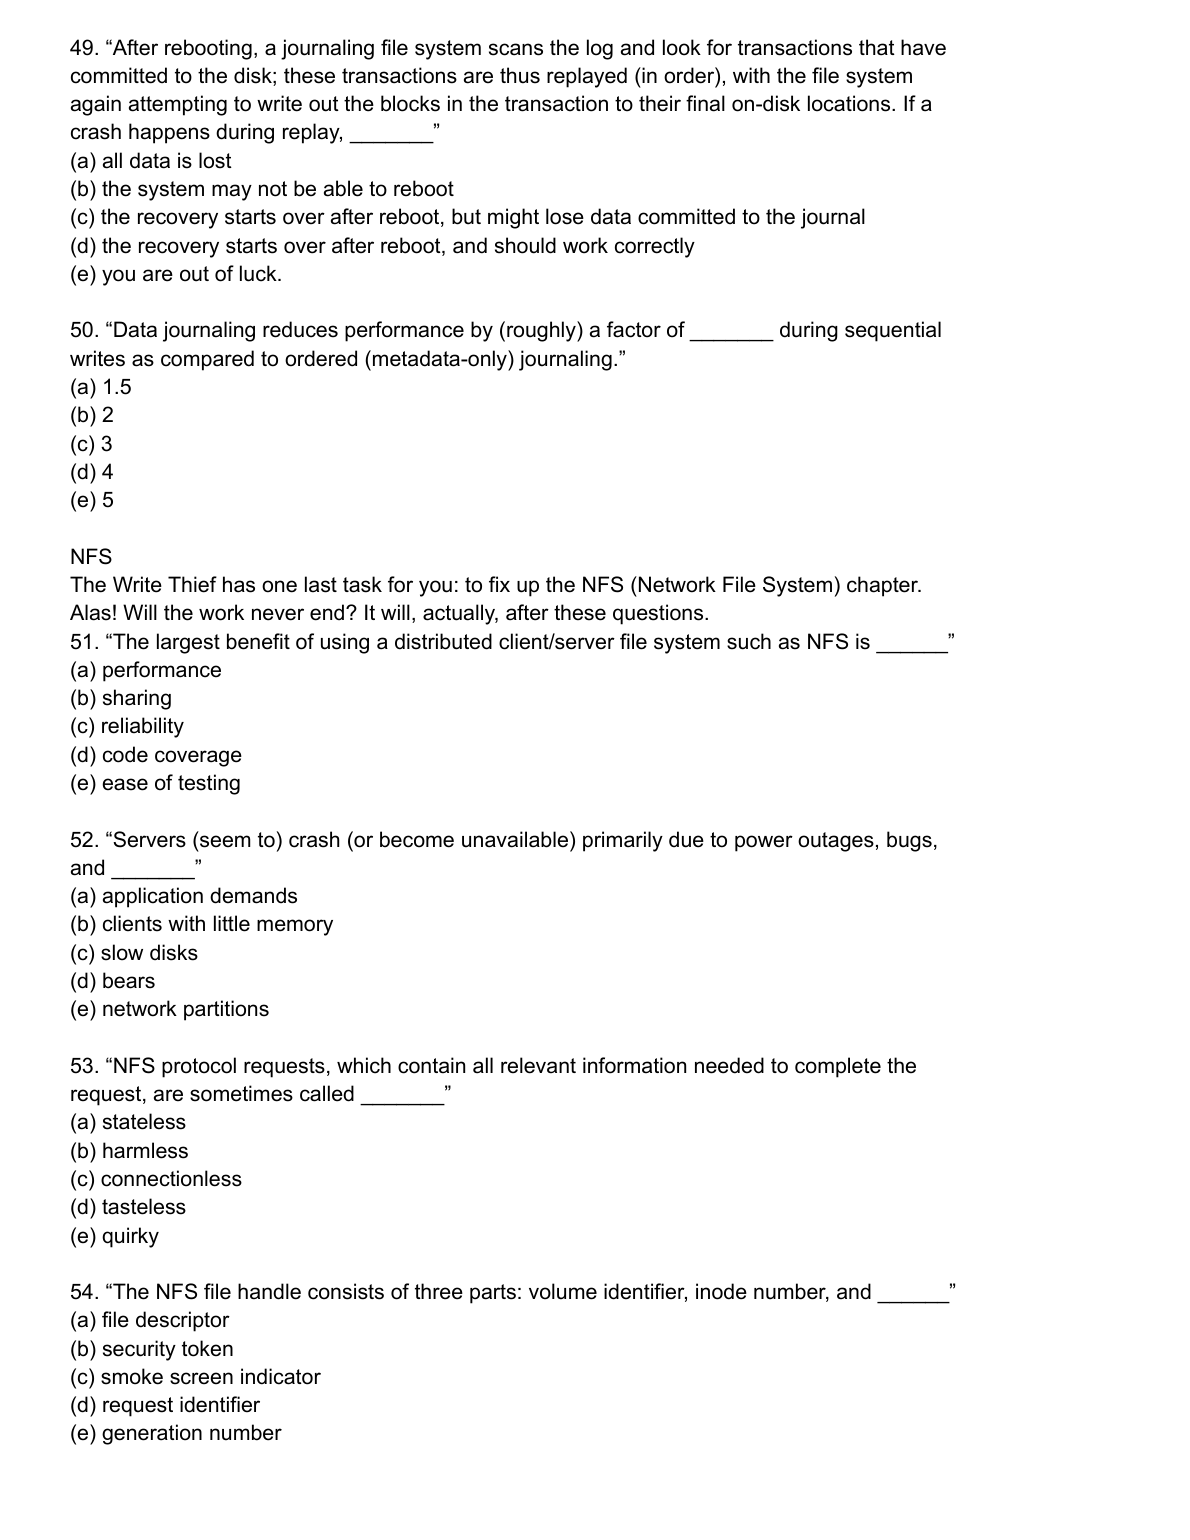 49. “After rebooting, a journaling file system scans the log and look for transactions that have
committed to the disk; these transactions are thus replayed (in order), with the file system
again attempting to write out the blocks in the transaction to their final on-disk locations. If a
crash happens during replay, _______”
(a) all data is lost
(b) the system may not be able to reboot
(c) the recovery starts over after reboot, but might lose data committed to the journal
(d) the recovery starts over after reboot, and should work correctly
(e) you are out of luck.
50. “Data journaling reduces performance by (roughly) a factor of _______ during sequential
writes as compared to ordered (metadata-only) journaling.”
(a) 1.5
(b) 2
(c) 3
(d) 4
(e) 5
NFS
The Write Thief has one last task for you: to fix up the NFS (Network File System) chapter.
Alas! Will the work never end? It will, actually, after these questions.
51. “The largest benefit of using a distributed client/server file system such as NFS is ______”
(a) performance
(b) sharing
(c) reliability
(d) code coverage
(e) ease of testing
52. “Servers (seem to) crash (or become unavailable) primarily due to power outages, bugs,
and _______”
(a) application demands
(b) clients with little memory
(c) slow disks
(d) bears
(e) network partitions
53. “NFS protocol requests, which contain all relevant information needed to complete the
request, are sometimes called _______”
(a) stateless
(b) harmless
(c) connectionless
(d) tasteless
(e) quirky
54. “The NFS file handle consists of three parts: volume identifier, inode number, and ______”
(a) file descriptor
(b) security token
(c) smoke screen indicator
(d) request identifier
(e) generation number